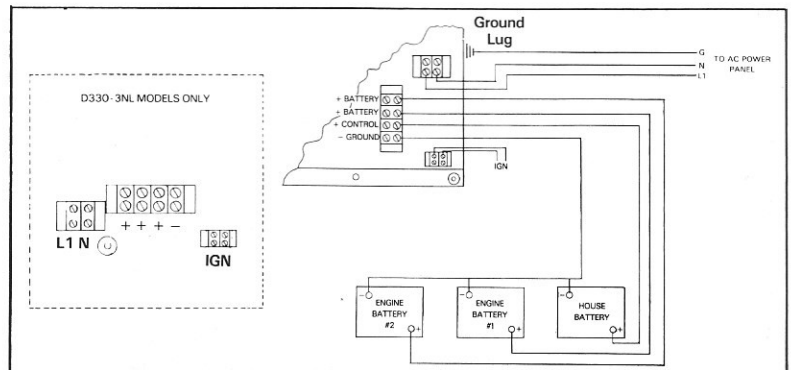 D330-3NL MODELS ONLY
L1 N
+ + + −
IGN
Ground
Lug
G
N
L1
TO AC POWER
PANEL
+ BATTERY
+ BATTERY
+ CONTROL
− GROUND
IGN
−
ENGINE
BATTERY
#2
+
−
ENGINE
BATTERY
#1
+
−
HOUSE
BATTERY
+